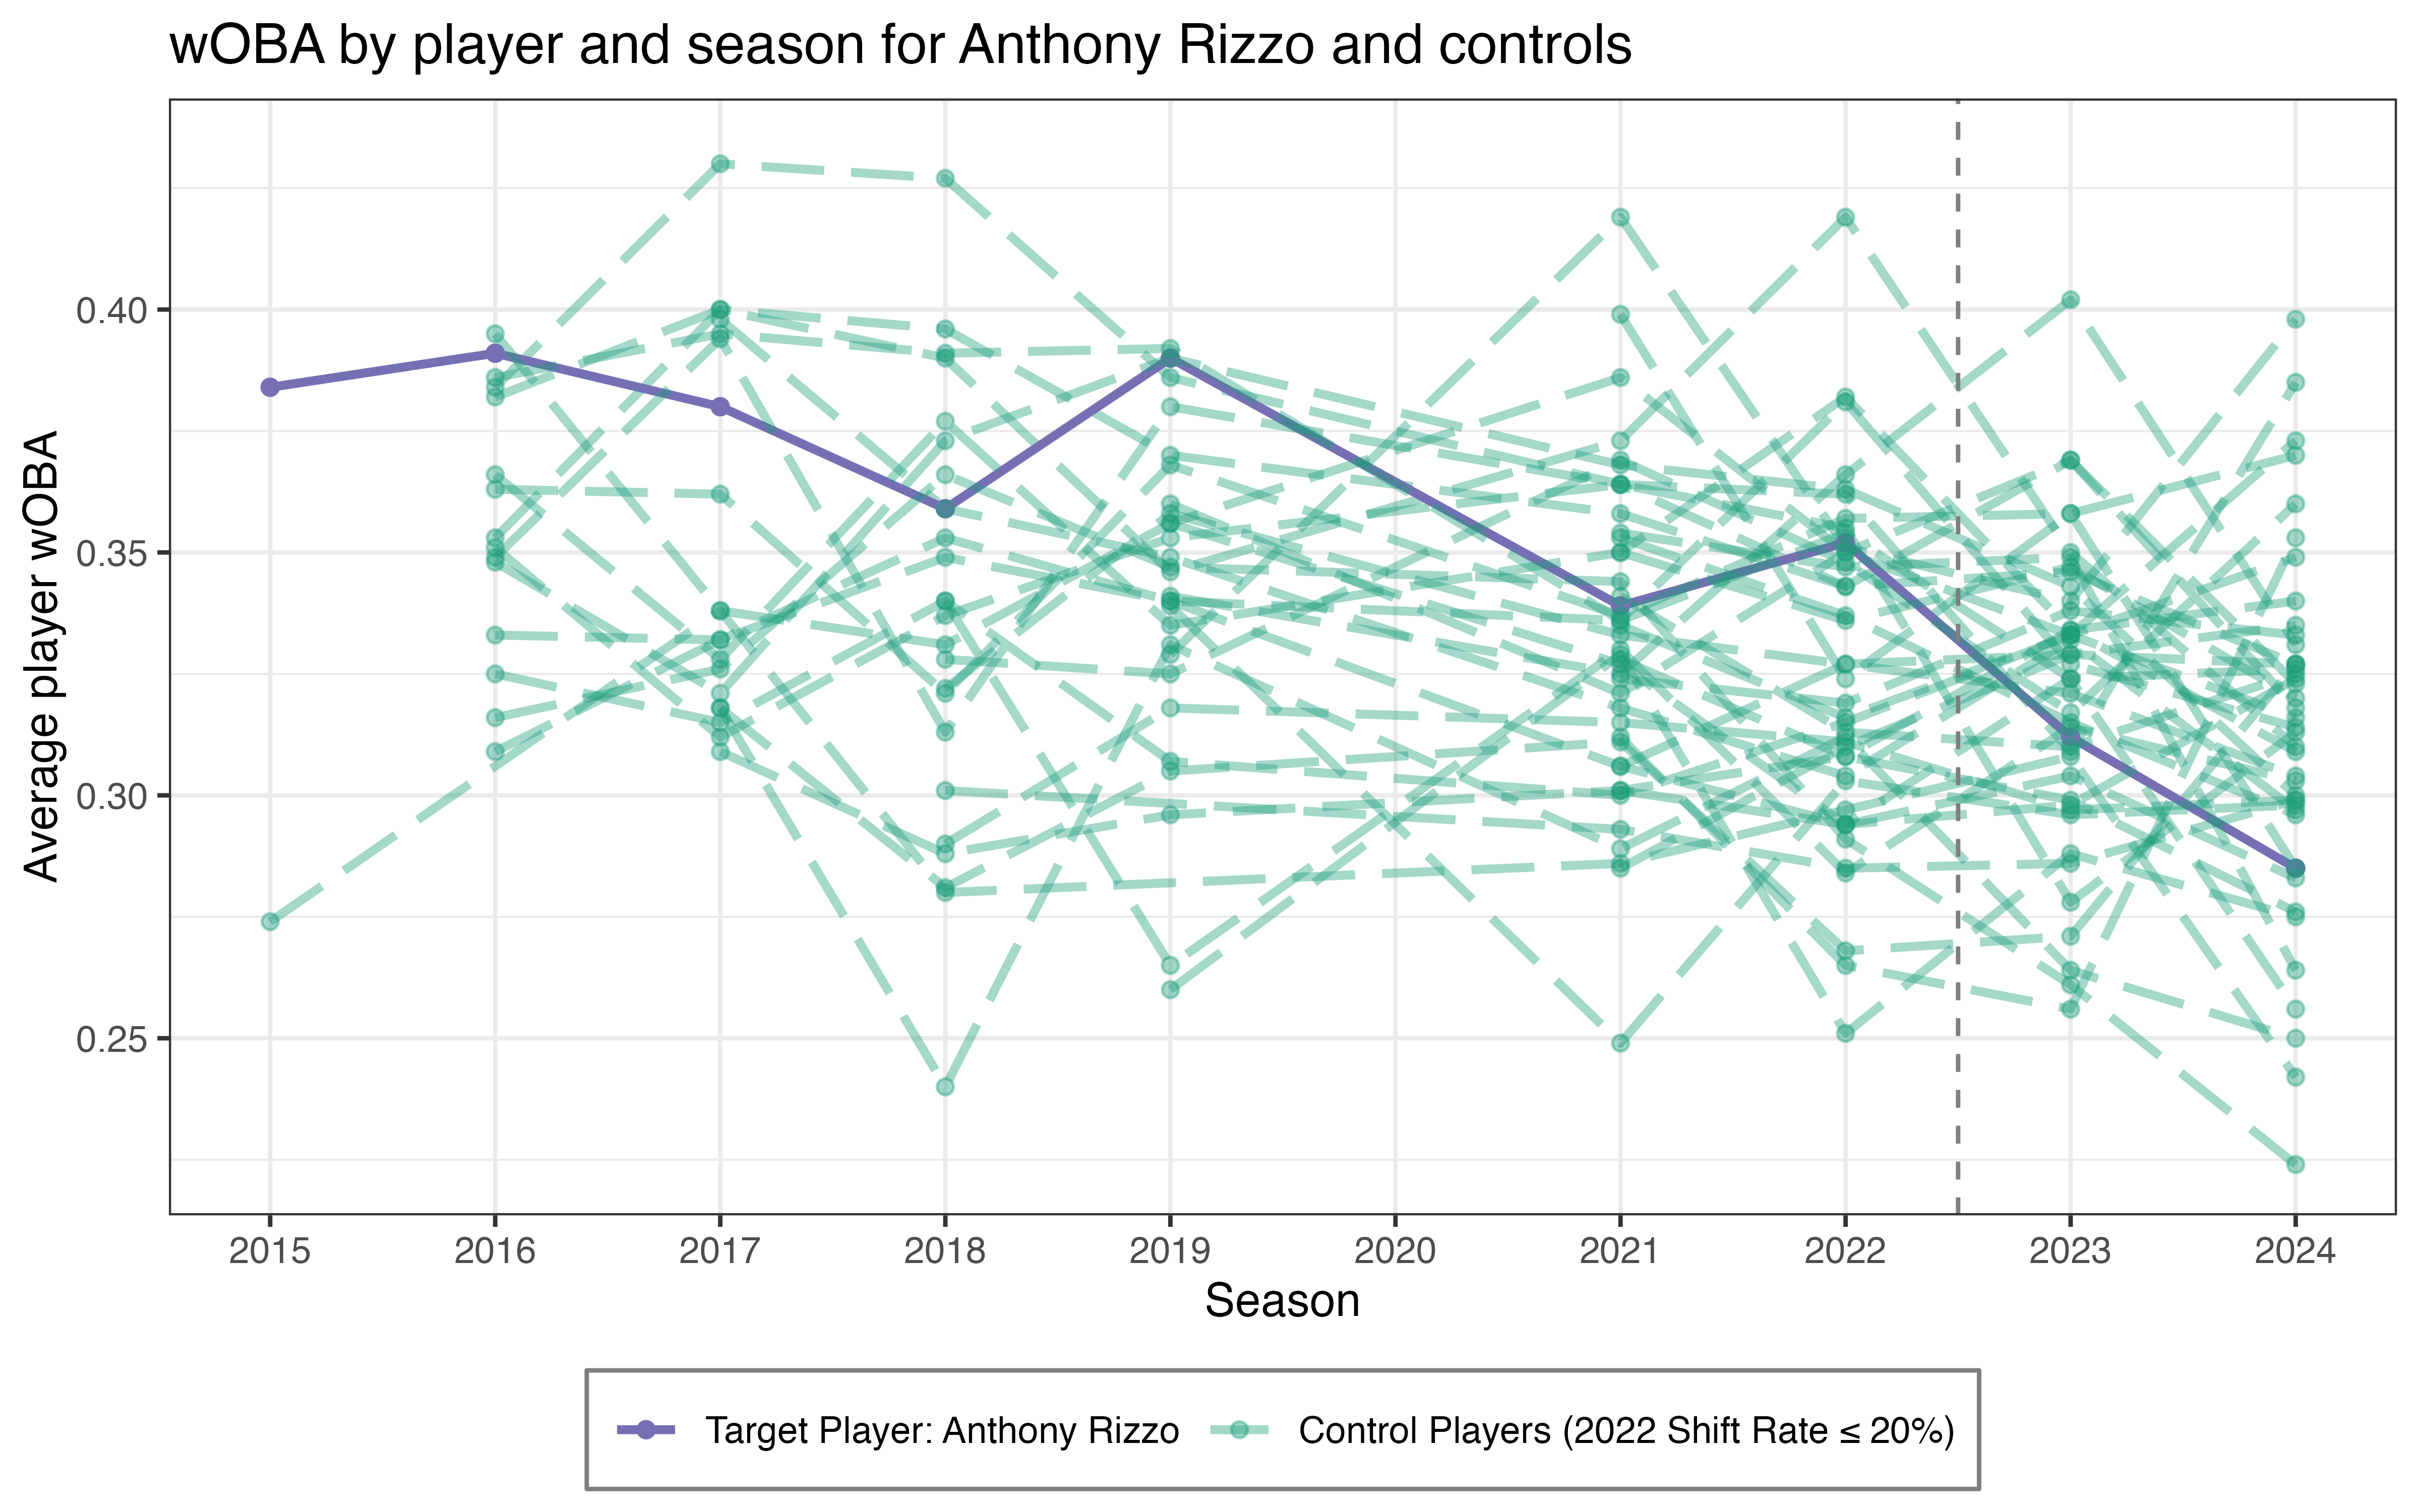 wOBA by player and season for Anthony Rizzo and controls
Average player wOBA
0.40
0.35
0.30
0.25
2015 2016 2017 2018 2019 2020 2021 2022 2023 2024
Season
Target Player: Anthony Rizzo Control Players (2022 Shift Rate ≤ 20%)